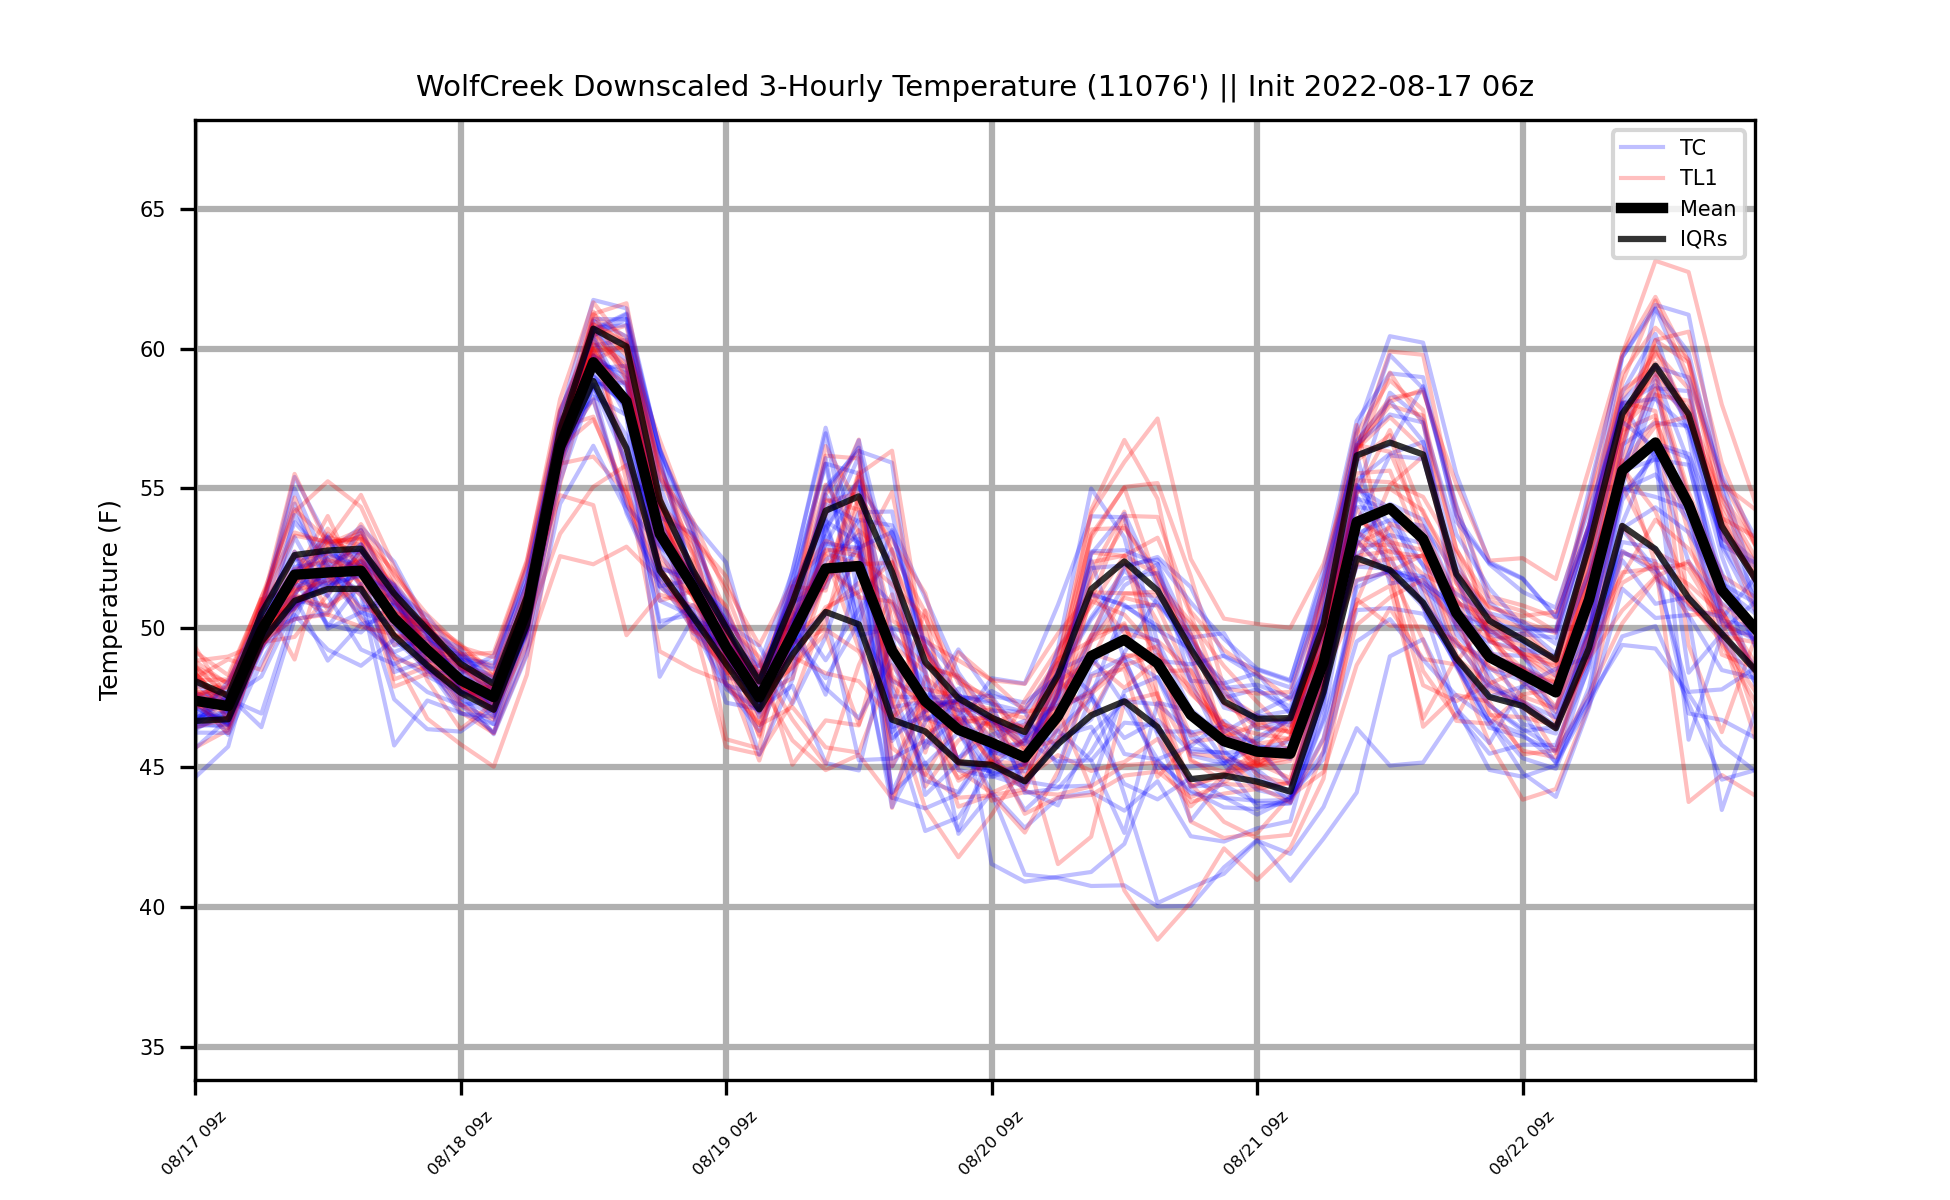 WolfCreek Downscaled 3-Hourly Temperature (11076') || Init 2022-08-17 06z
TC
TL1
Mean
IQRs
Temperature (F)
65
60
55
50
45
40
35
08/17 09z
08/18 09z
08/19 09z
08/20 09z
08/21 09z
08/22 09z